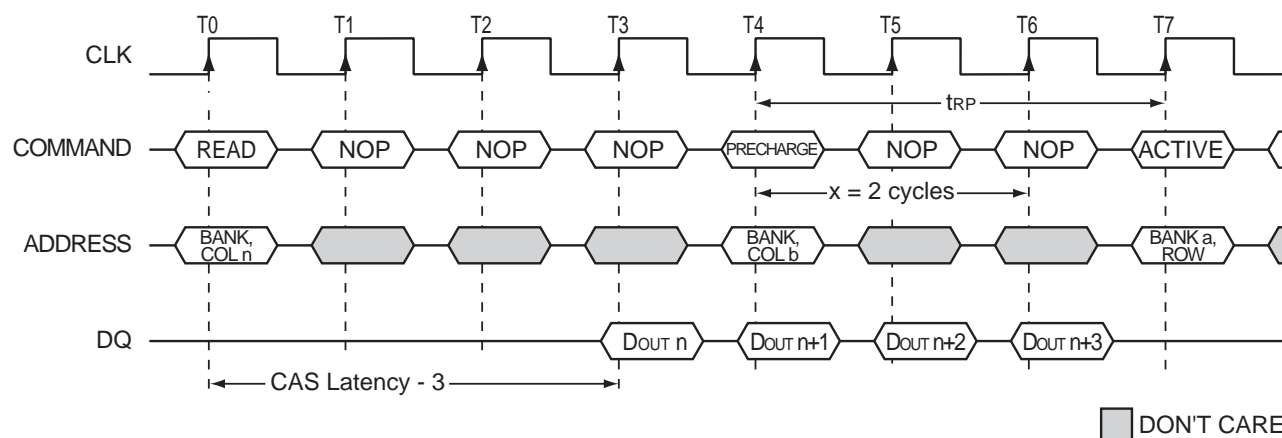 T0 T1 T2 T3 T4 T5 T6 T7
CLK
tRP
COMMAND READ NOP NOP NOP PRECHARGE NOP NOP ACTIVE
x = 2 cycles
ADDRESS BANK, COL n BANK, COL b BANK a, ROW
DQ DOUT n DOUT n+1 DOUT n+2 DOUT n+3
CAS Latency - 3
DON'T CARE